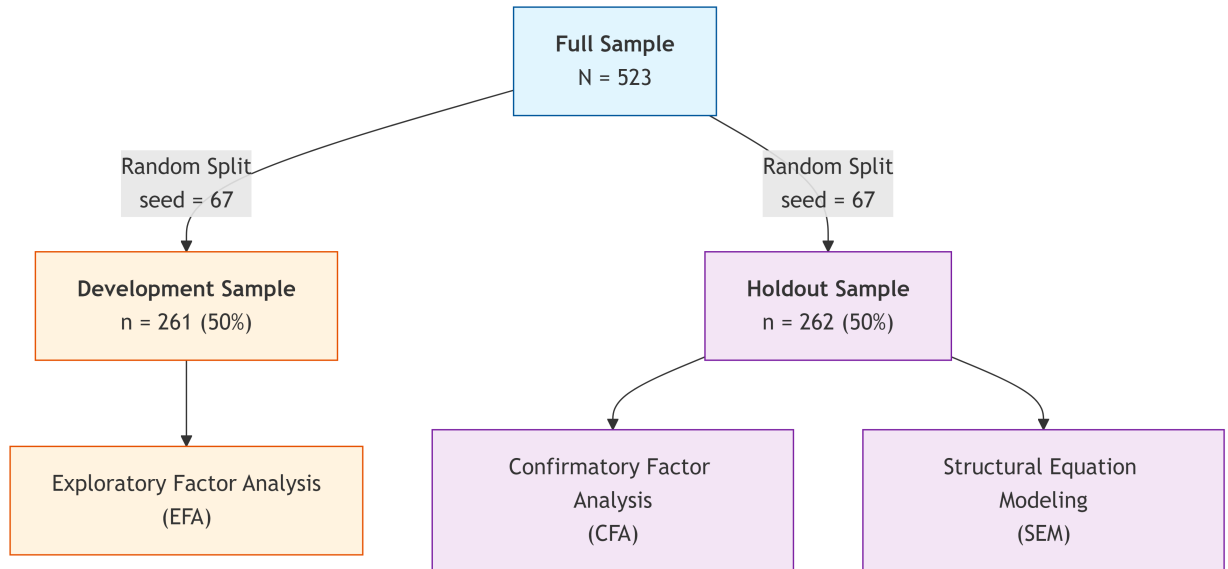 Full Sample
N = 523
Random Split
seed = 67
Random Split
seed = 67
Development Sample
n = 261 (50%)
Holdout Sample
n = 262 (50%)
Exploratory Factor Analysis
(EFA)
Confirmatory Factor
Analysis
(CFA)
Structural Equation
Modeling
(SEM)